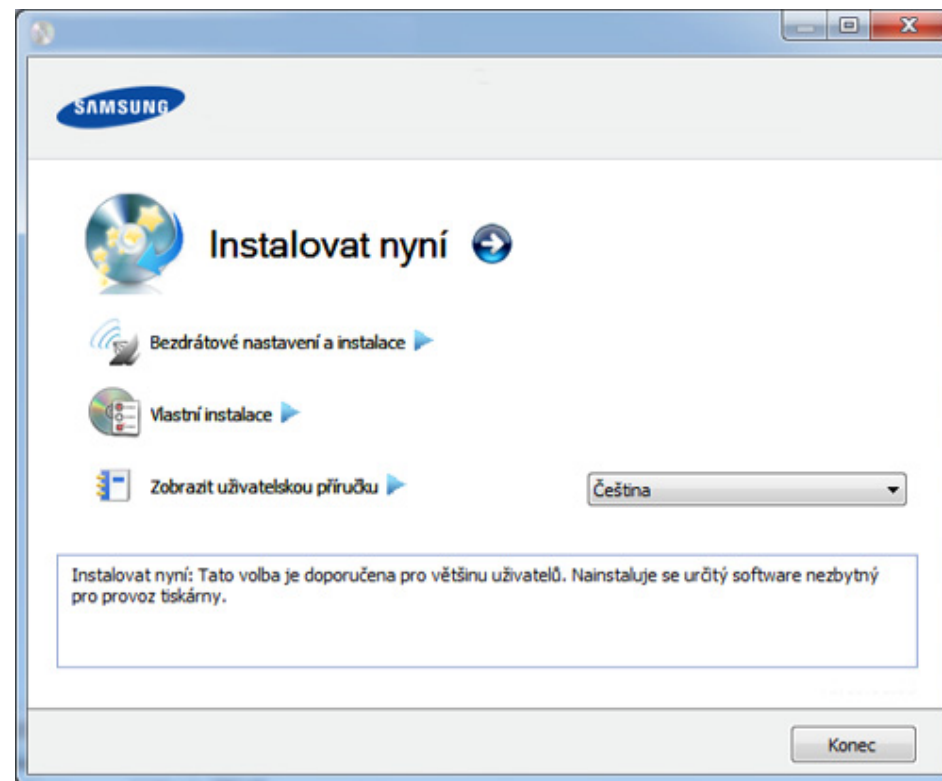 SAMSUNG
Instalovat nyní
Bezdrátové nastavení a instalace
Vlastní instalace
Zobrazit uživatelskou příručku
Čeština
Instalovat nyní: Tato volba je doporučena pro většinu uživatelů. Nainstaluje se určitý software nezbytný
pro provoz tiskárny.
Konec